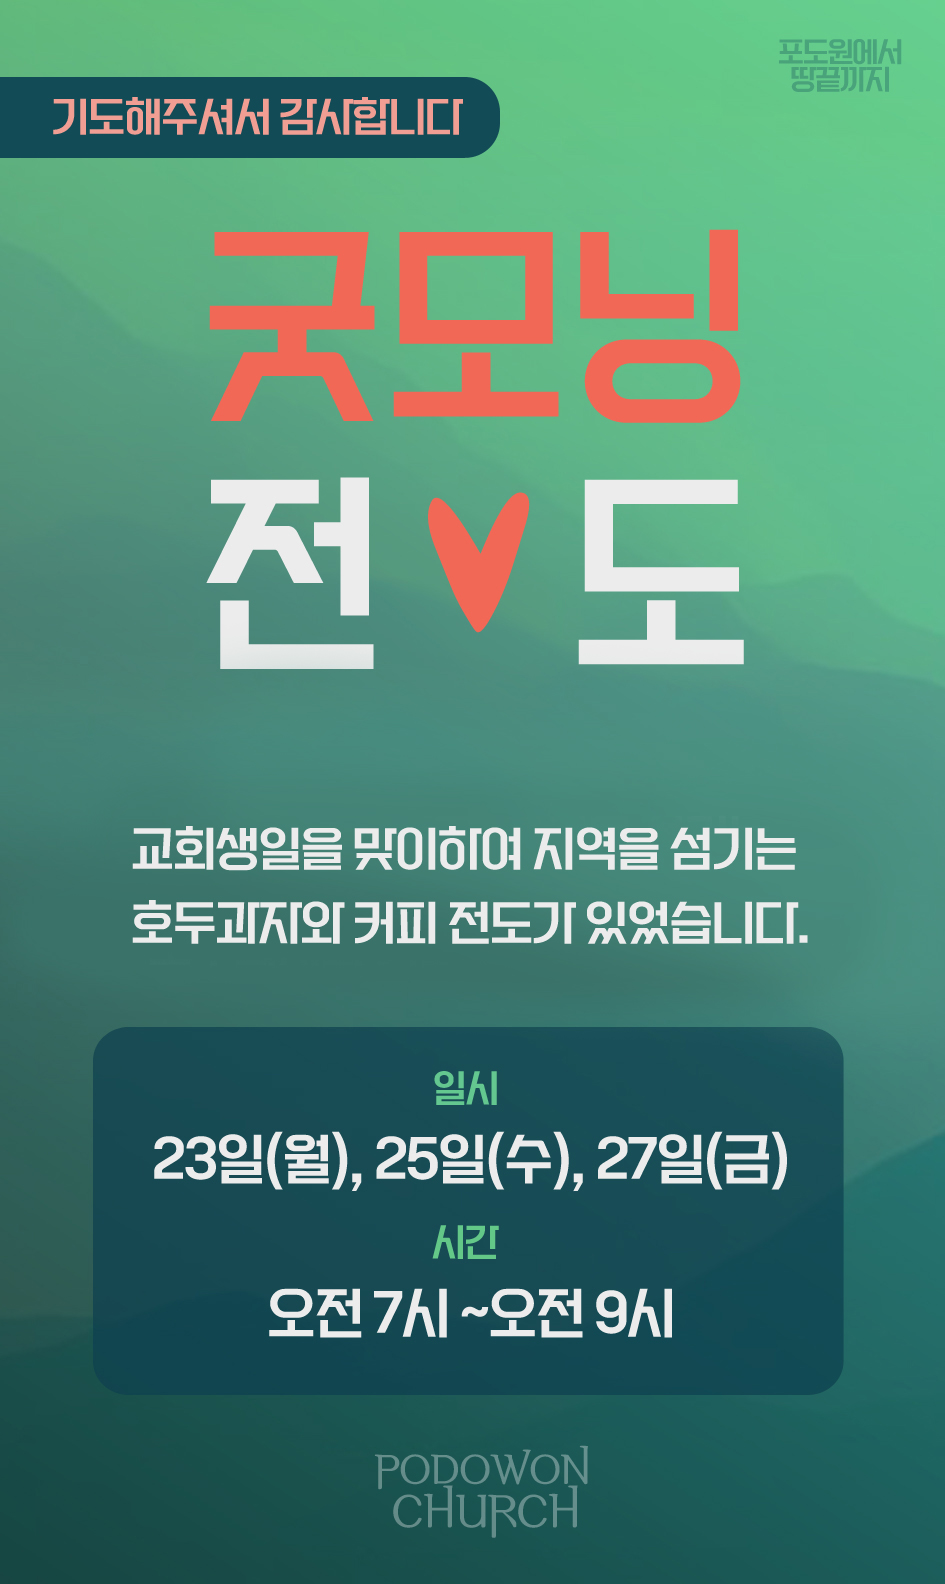 포도원에서
땅끝까지
기도해주셔서 감사합니다
굿모닝
전도
교회생일을 맞이하여 지역을 섬기는
호두과자와 커피 전도가 있었습니다.
일시
23일(월), 25일(수), 27일(금)
시간
오전 7시 ~오전 9시
PODOWON
CHURCH